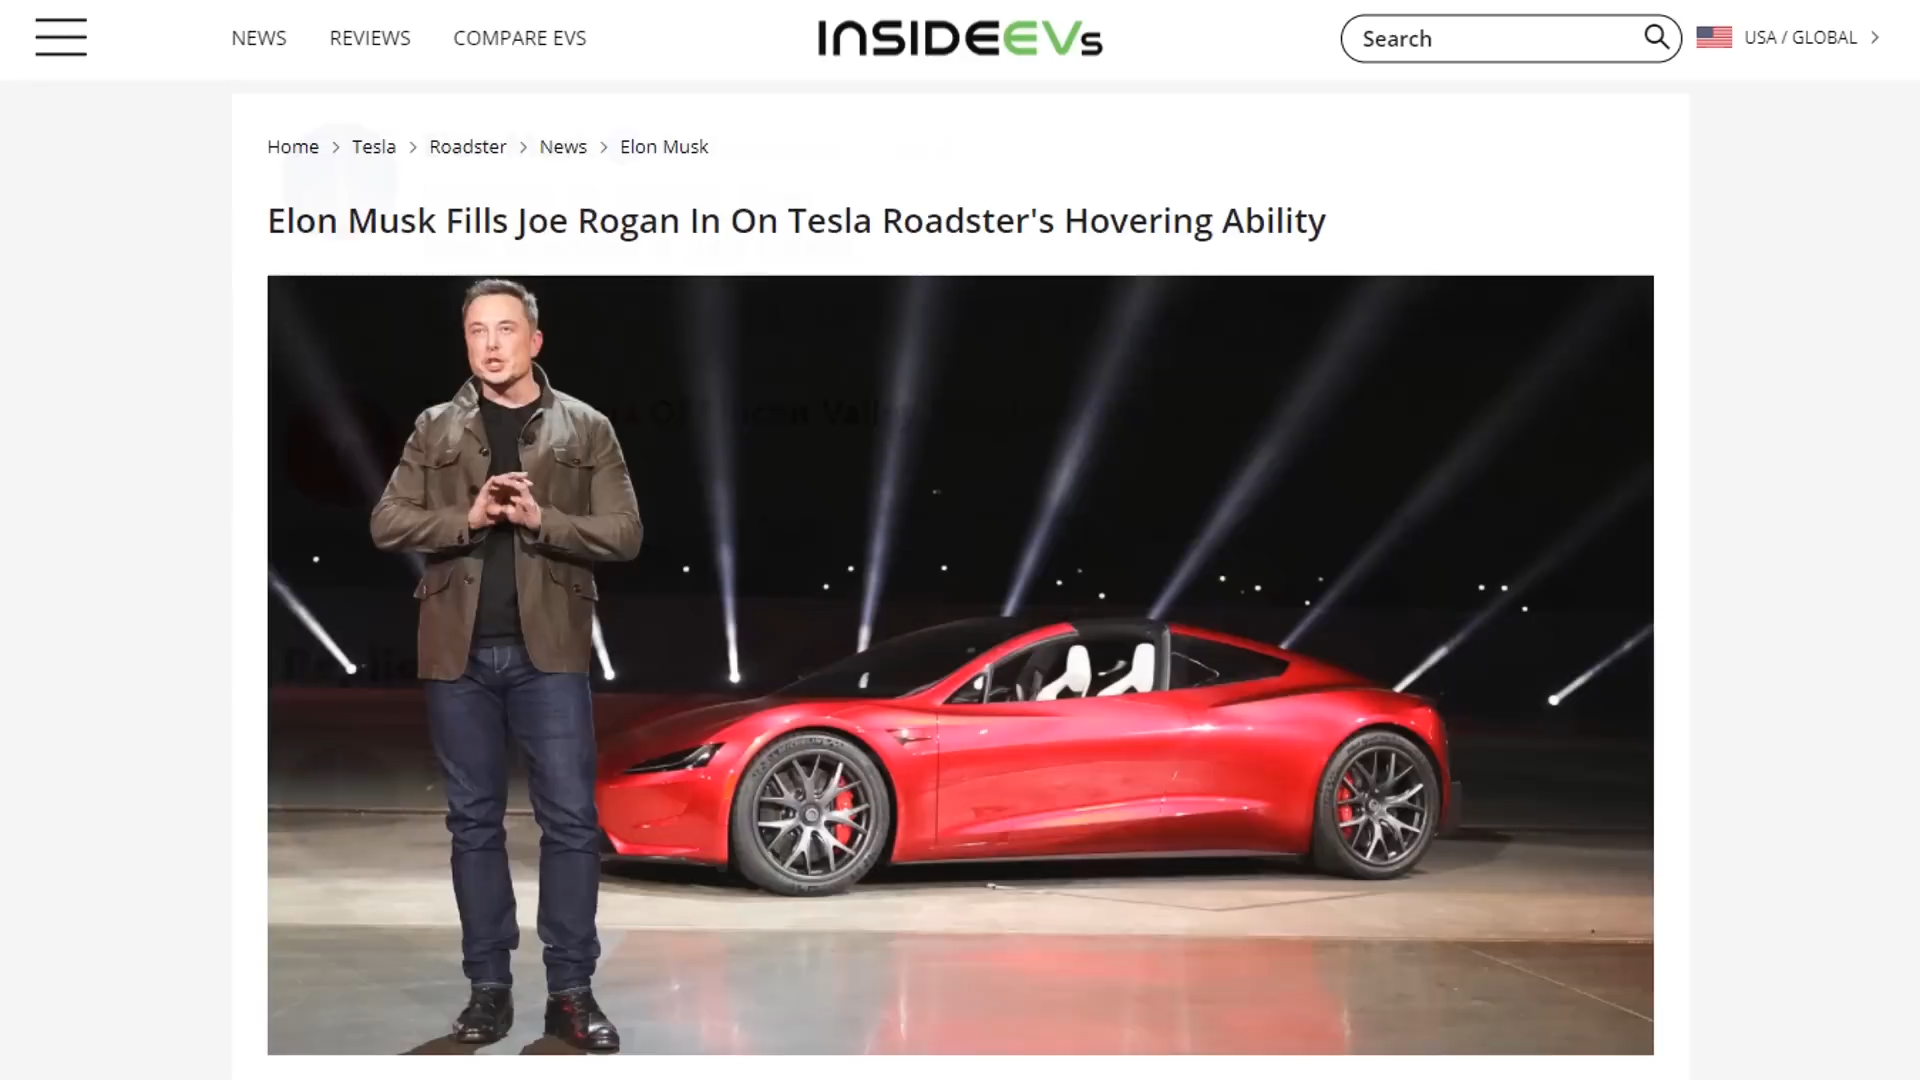 NEWS REVIEWS COMPARE EVS INSIDEEVs Search USA / GLOBAL
Home > Tesla > Roadster > News > Elon Musk
Elon Musk Fills Joe Rogan In On Tesla Roadster's Hovering Ability